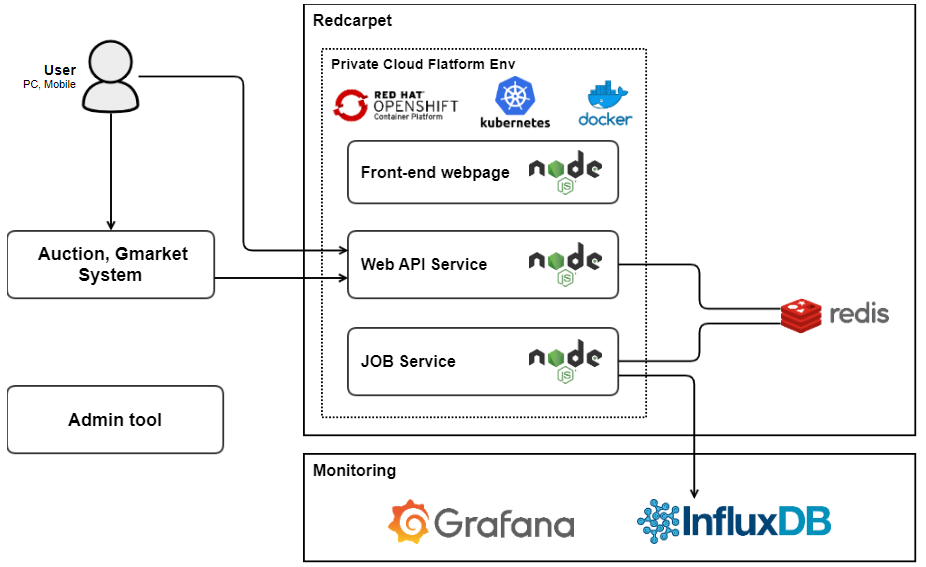 Redcarpet
User
PC, Mobile
Private Cloud Flatform Env
RED HAT
OPENSHIFT
Container Platform
kubernetes
docker
Front-end webpage
node
JS
Auction, Gmarket
System
Web API Service
node
JS
redis
JOB Service
node
JS
Admin tool
Monitoring
Grafana
InfluxDB